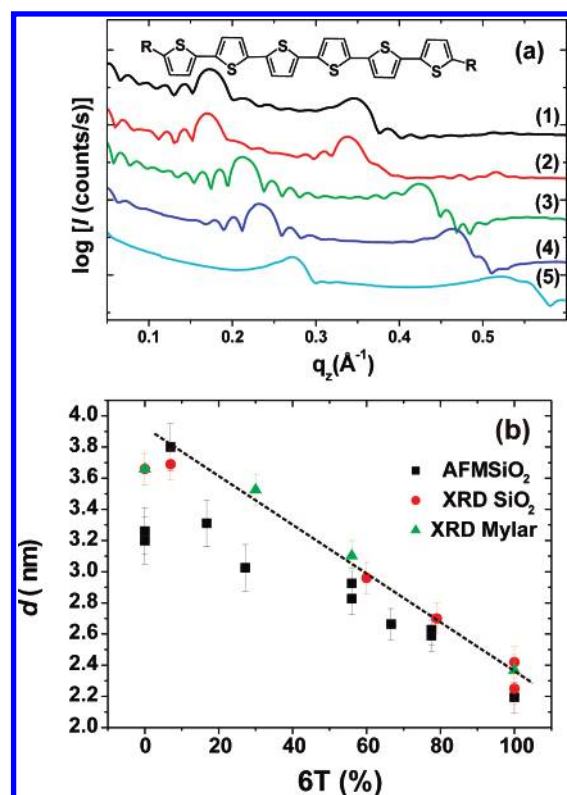 (a)
R S S S S S S R
(1)
(2)
(3)
(4)
(5)
log [I (counts/s)]
0.1 0.2 0.3 0.4 0.5
q_z(Å⁻¹)
(b)
4.0
3.8
3.6
3.4
3.2
3.0
2.8
2.6
2.4
2.2
2.0
d ( nm)
AFMSiO₂
XRD SiO₂
XRD Mylar
0 20 40 60 80 100
6T (%)